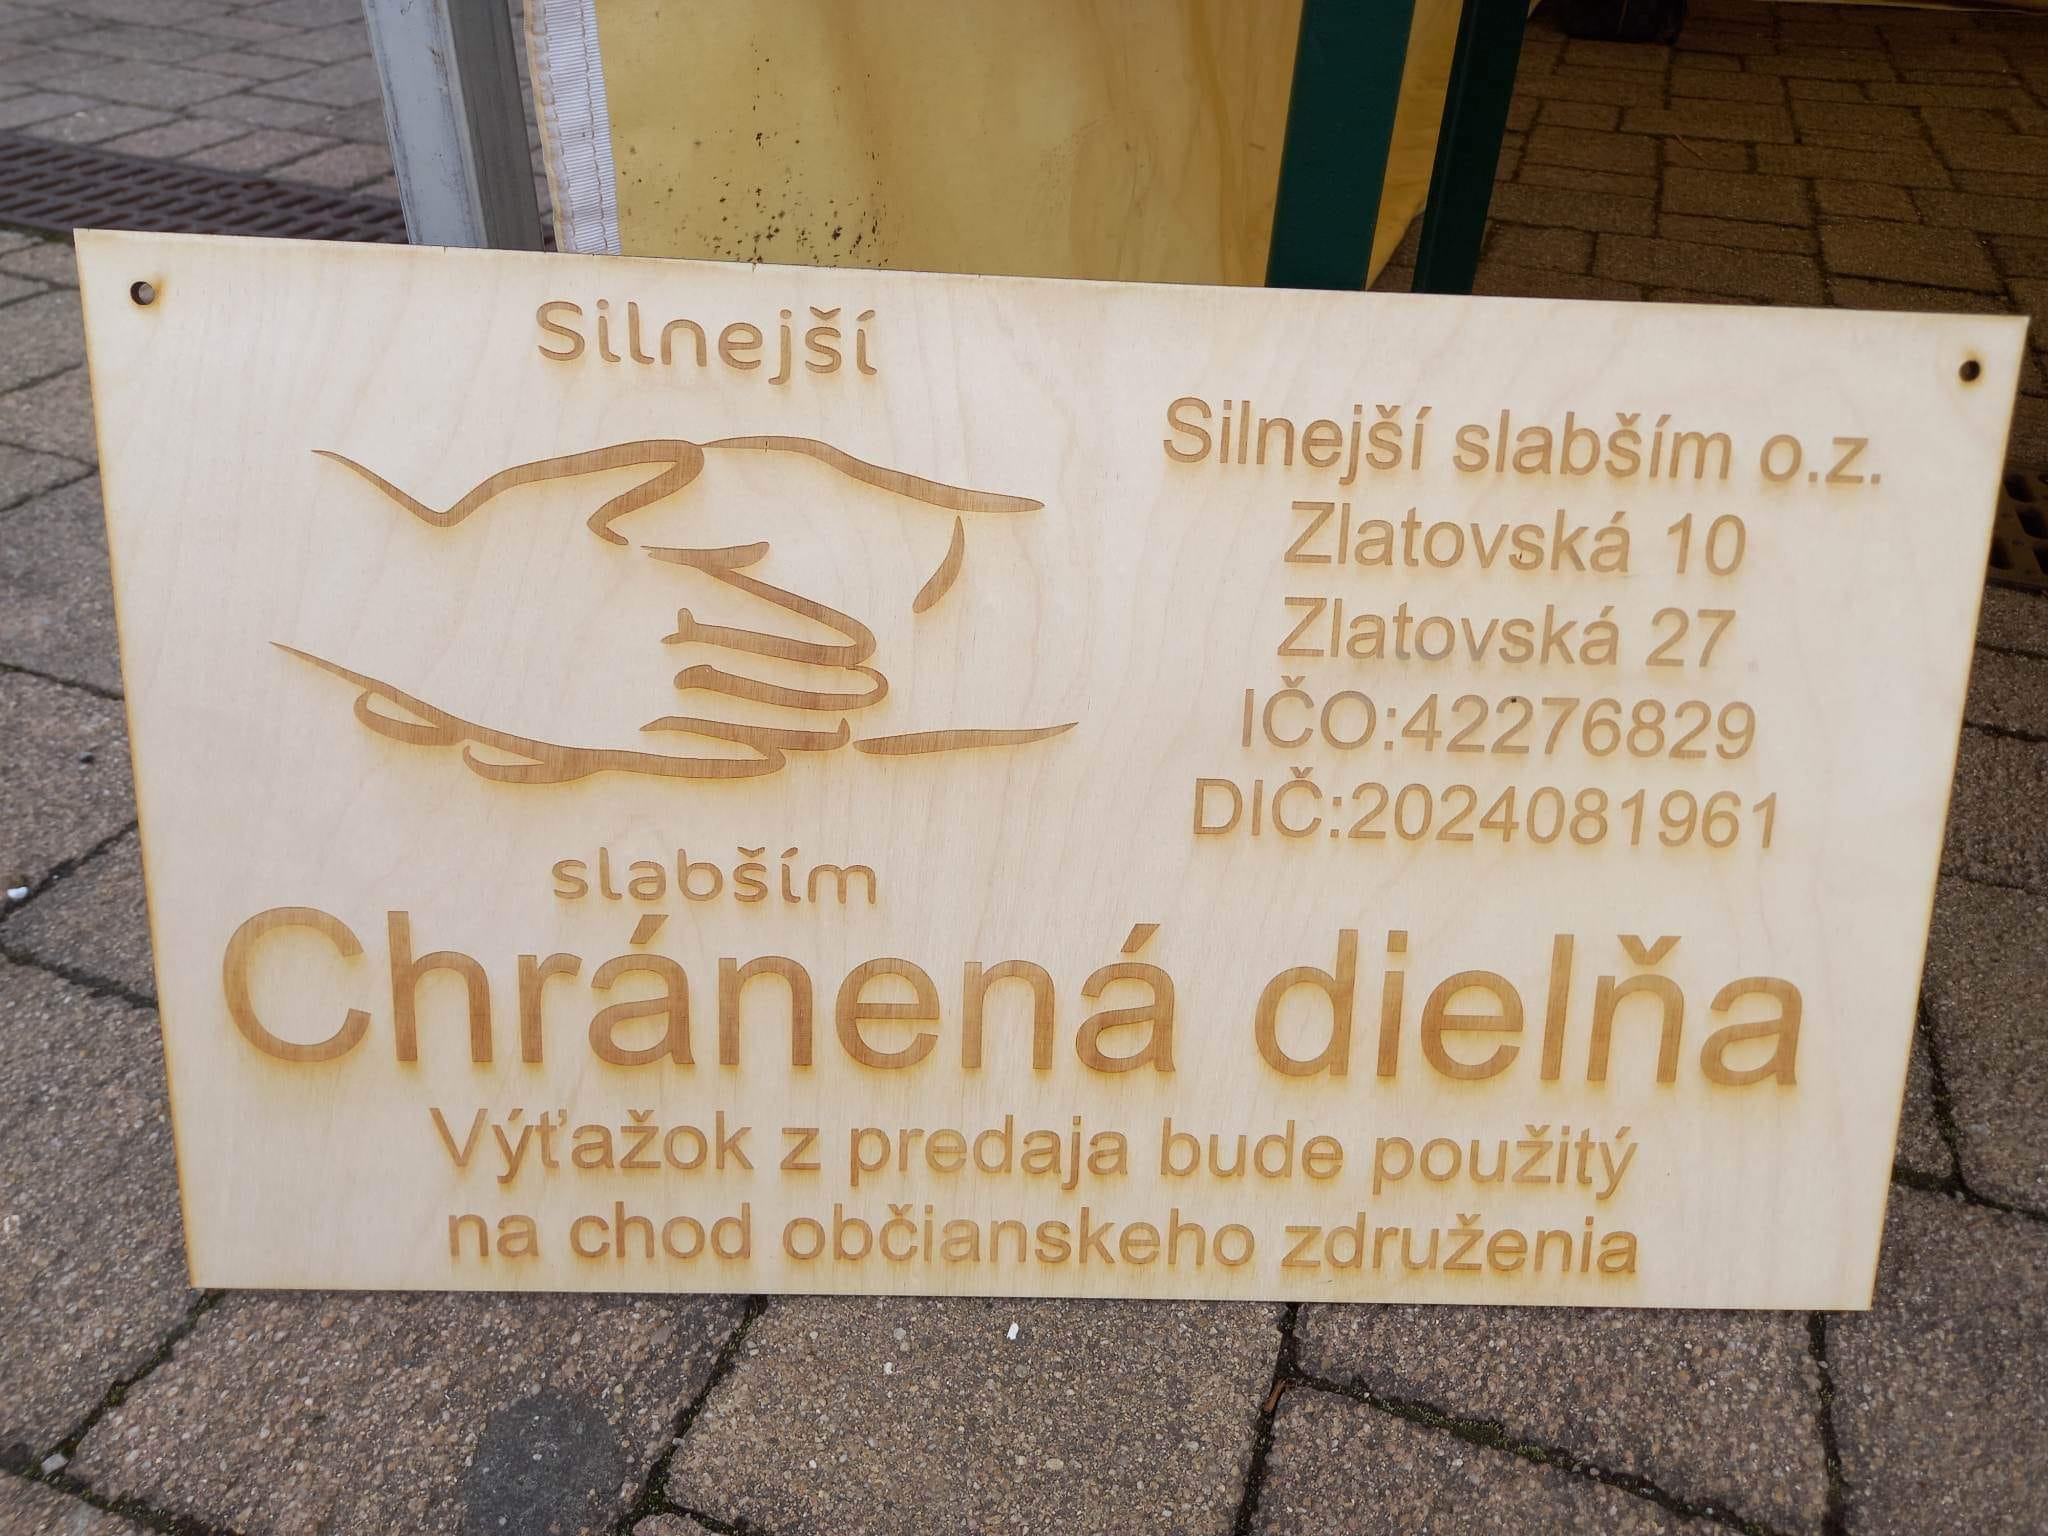 Silnejší
slabším
Silnejší slabším o.z.
Zlatovská 10
Zlatovská 27
IČO:42276829
DIČ:2024081961
Chránená dielňa
Výťažok z predaja bude použitý
na chod občianskeho združenia